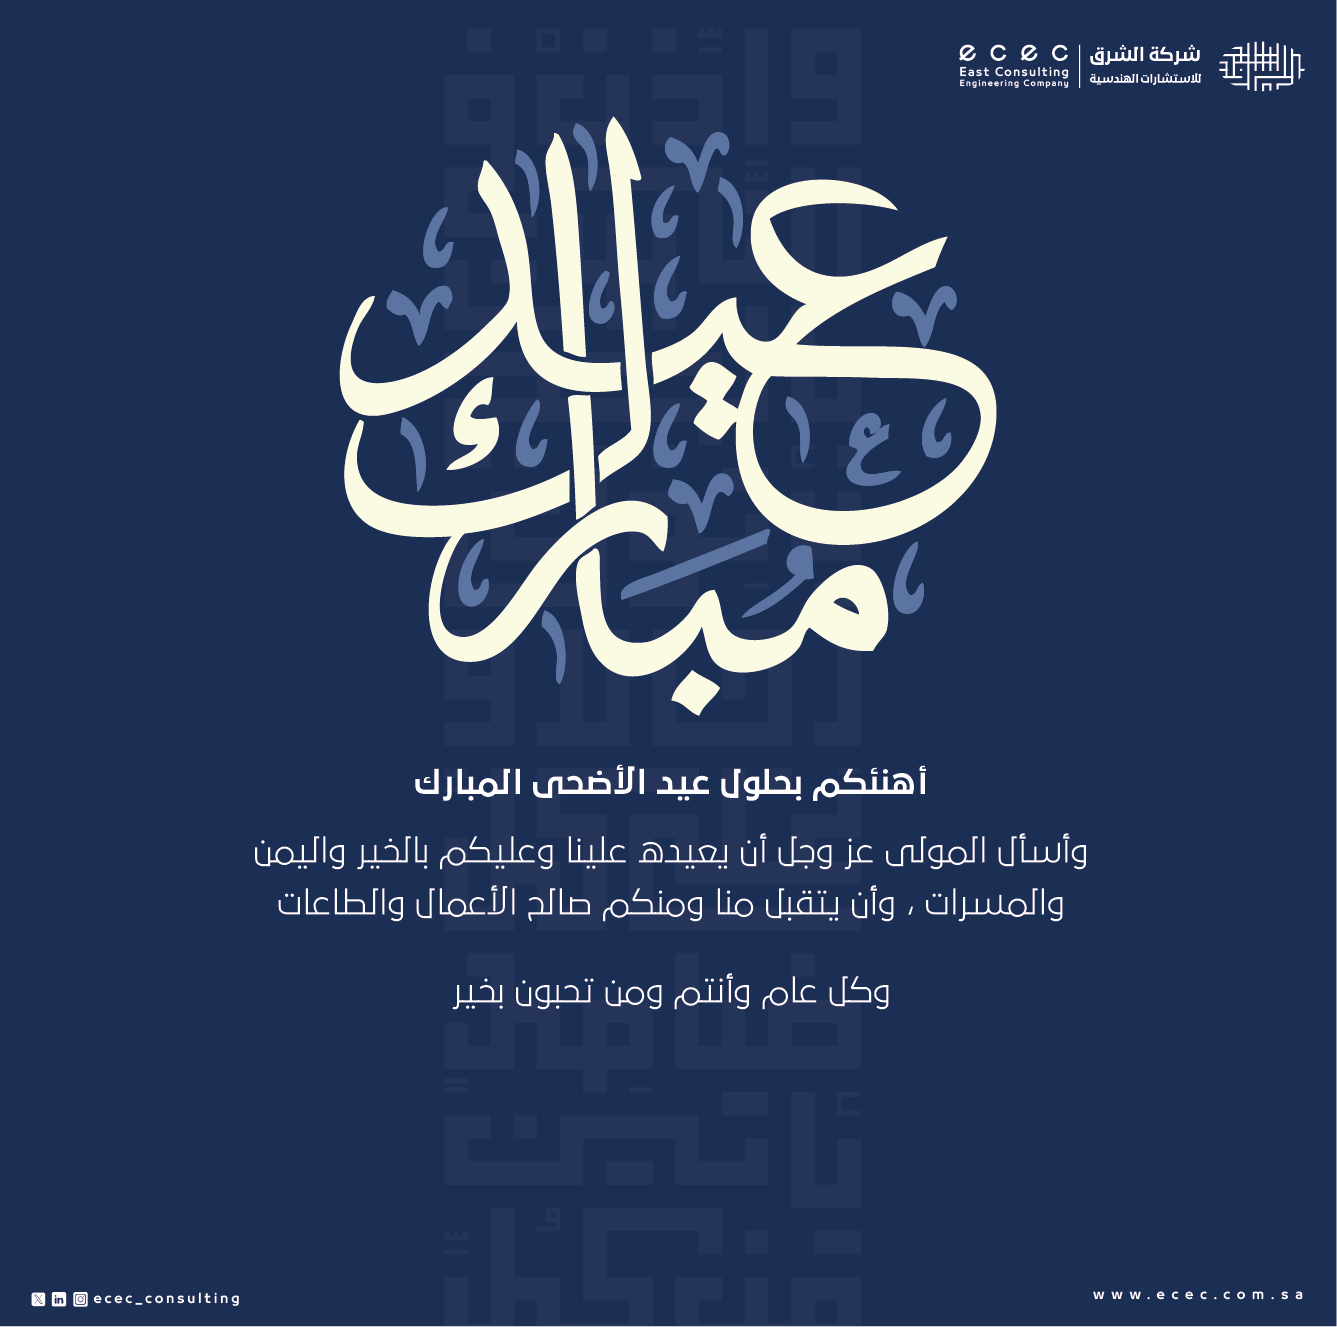 ecec
East Consulting
Engineering Company
شركة الشرق
للاستشارات الهندسية
عيد
مبارك
أهنئكم بحلول عيد الأضحى المبارك
وأسأل المولى عز وجل أن يعيده علينا وعليكم بالخير واليمن
والمسرات ، وأن يتقبل منا ومنكم صالح الأعمال والطاعات
وكل عام وأنتم ومن تحبون بخير
ecec_consulting
www.ecec.com.sa